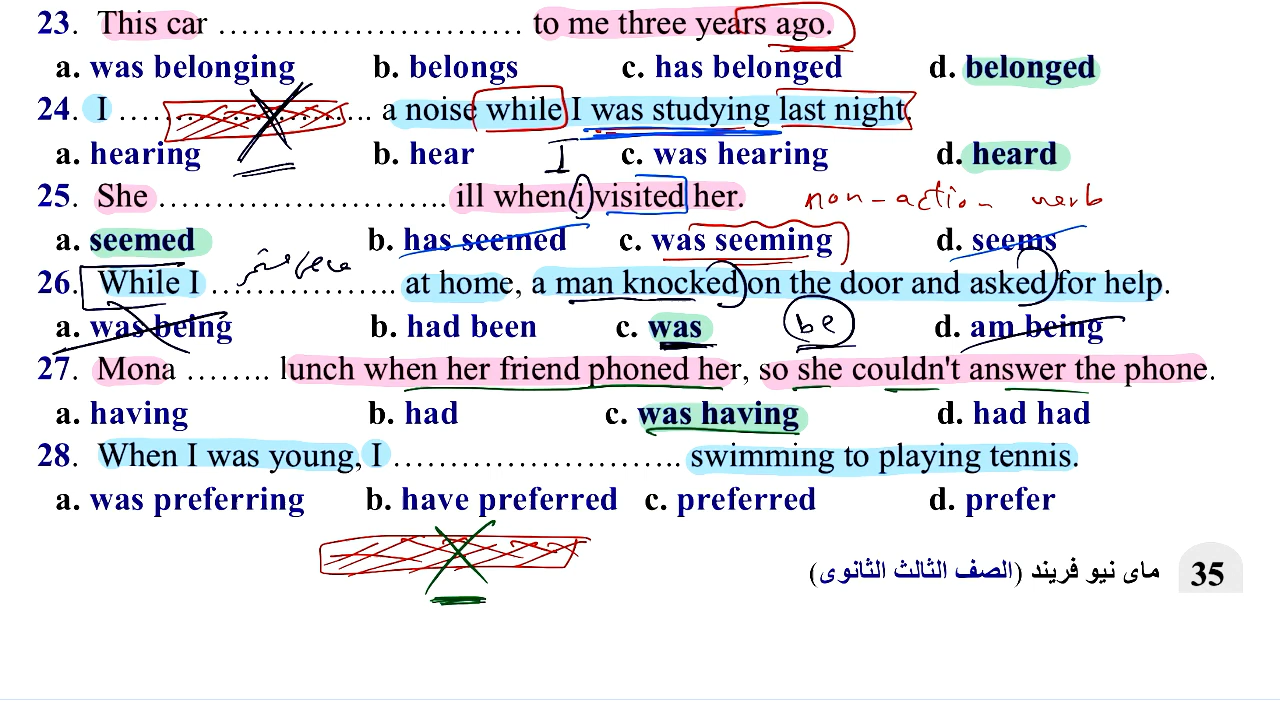 23. This car ........................... to me three years ago.
a. was belonging b. belongs c. has belonged d. belonged
24. I ....................... a noise while I was studying last night.
a. hearing b. hear I c. was hearing d. heard
25. She .......................... ill when i visited her. non-action verb
a. seemed b. has seemed c. was seeming d. seems
ماضي مستمر
26. While I ................. at home, a man knocked on the door and asked for help.
a. was being b. had been c. was be d. am being
27. Mona ........ lunch when her friend phoned her, so she couldn't answer the phone.
a. having b. had c. was having d. had had
28. When I was young, I .......................... swimming to playing tennis.
a. was preferring b. have preferred c. preferred d. prefer
ماى نيو فريند (الصف الثالث الثانوى) 35